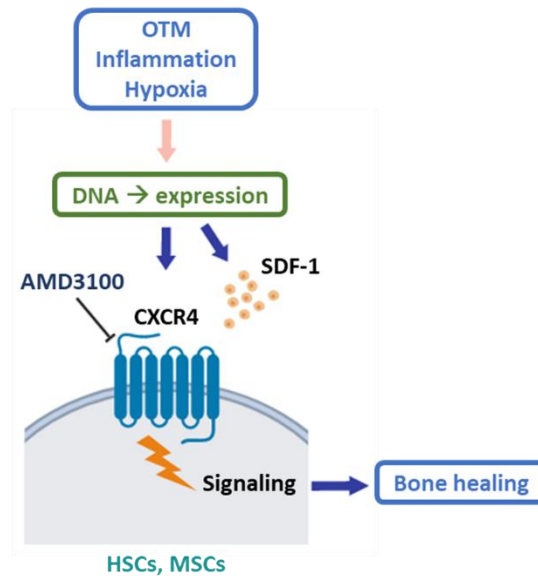 OTM
Inflammation
Hypoxia
DNA → expression
SDF-1
AMD3100
CXCR4
Signaling
Bone healing
HSCs, MSCs